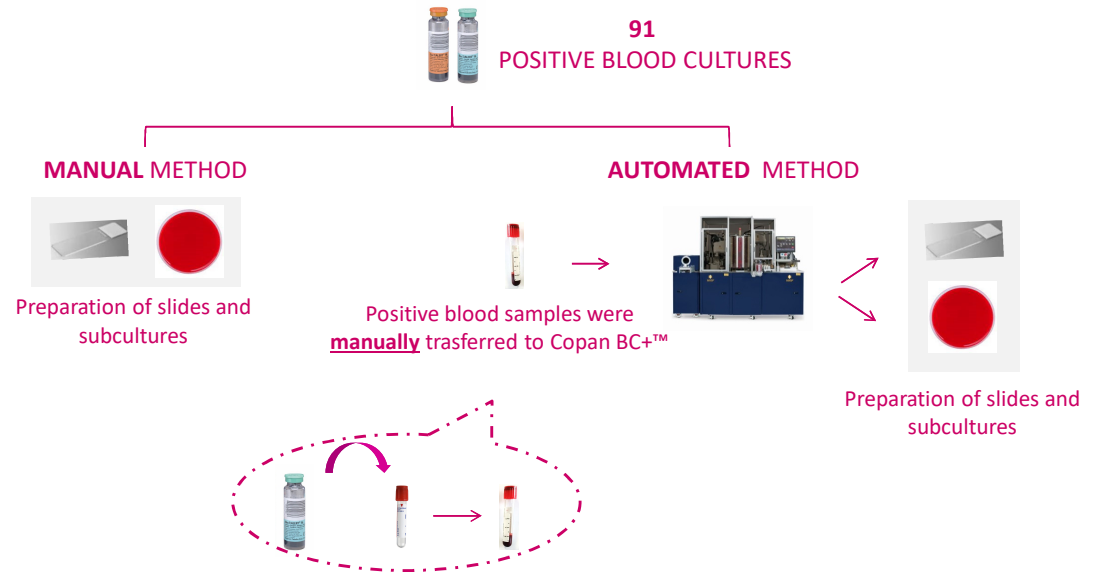 91
POSITIVE BLOOD CULTURES
MANUAL METHOD
AUTOMATED METHOD
Preparation of slides and
subcultures
Positive blood samples were
manually trasferred to Copan BC+™
Preparation of slides and
subcultures